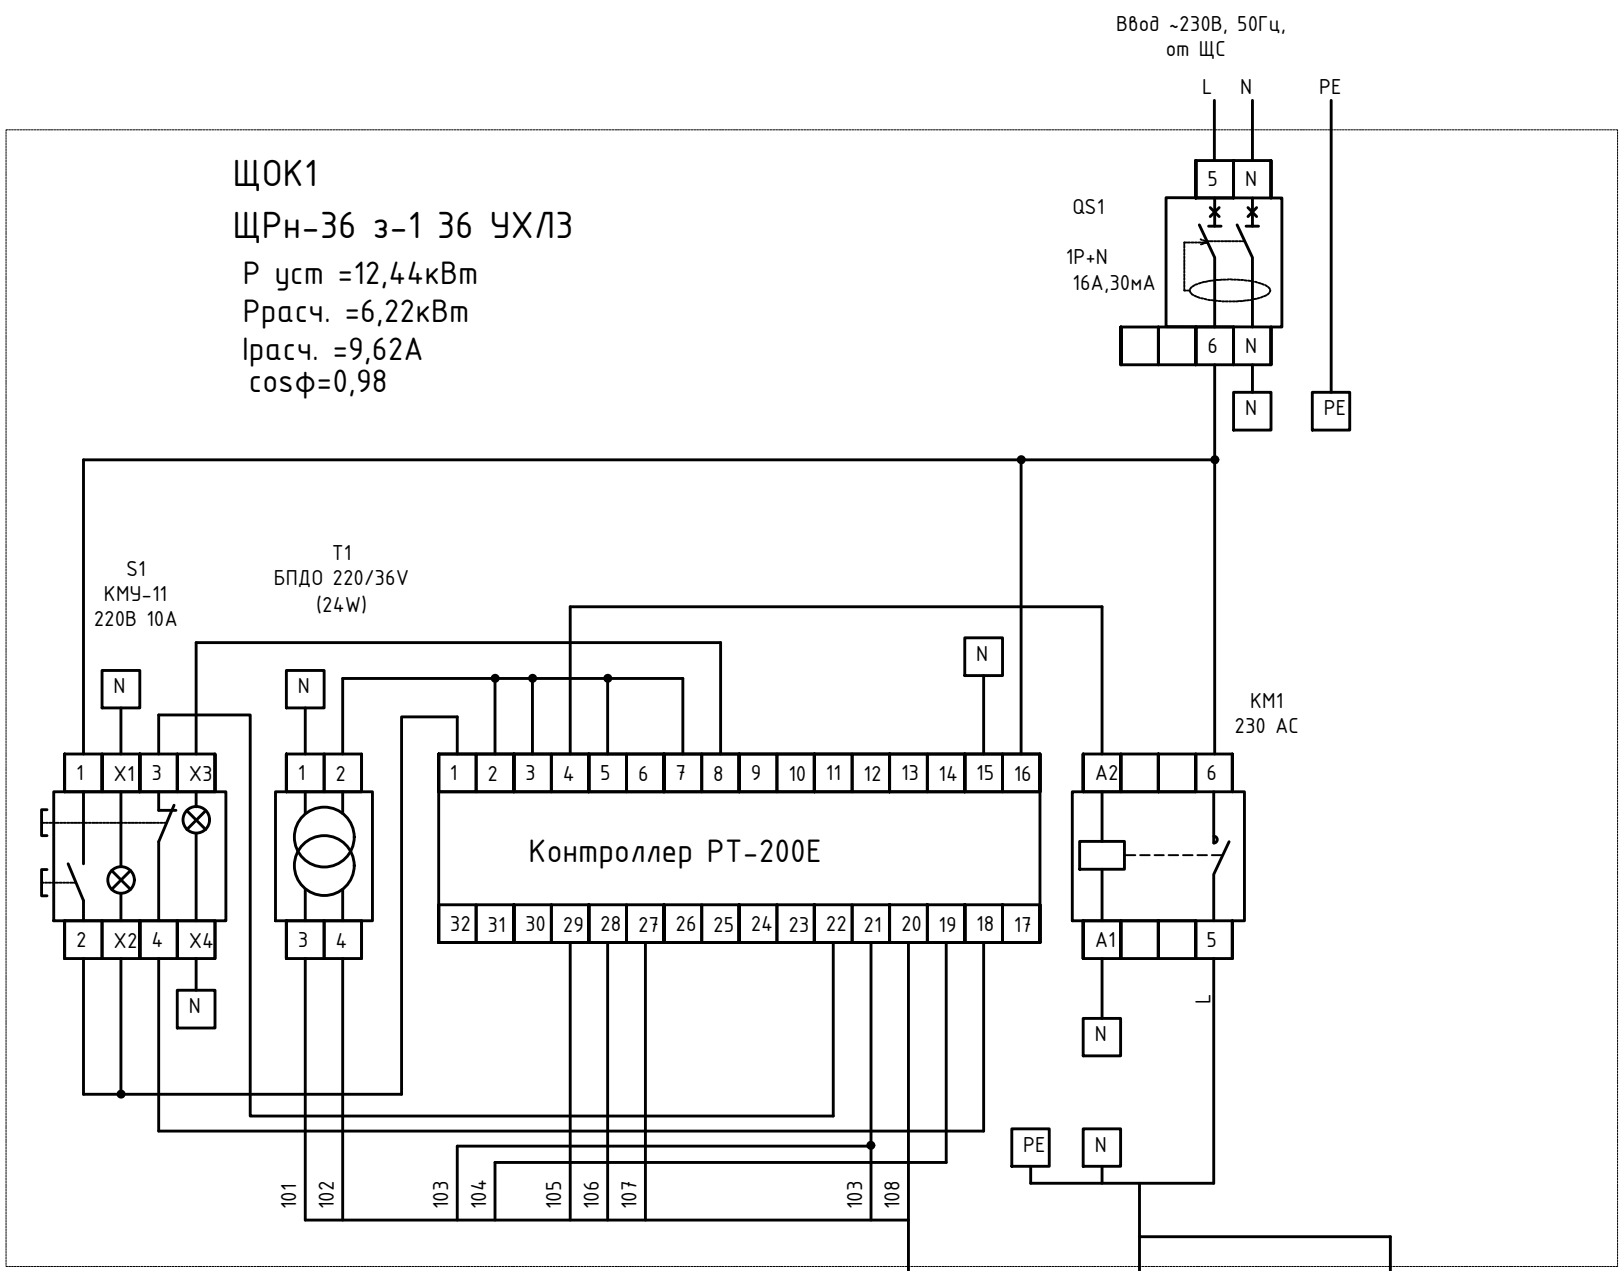 Ввод ~230В, 50Гц,
от ЩС
L N PE
ЩОК1
ЩРн-36 з-1 36 УХЛ3
Р уст =12,44кВт
Ррасч. =6,22кВт
Iрасч. =9,62А
cosф=0,98
5 N
QS1
1P+N
16А,30мА
6 N
N PE
S1
КМУ-11
220В 10А
T1
БПДО 220/36V
(24W)
N N N
KM1
230 AC
1 X1 3 X3 1 2 1 2 3 4 5 6 7 8 9 10 11 12 13 14 15 16 A2 6
Контроллер РТ-200Е
2 X2 4 X4 3 4 32 31 30 29 28 27 26 25 24 23 22 21 20 19 18 17 A1 5
N L
N
PE N
101 102 103 104 105 106 107 103 108